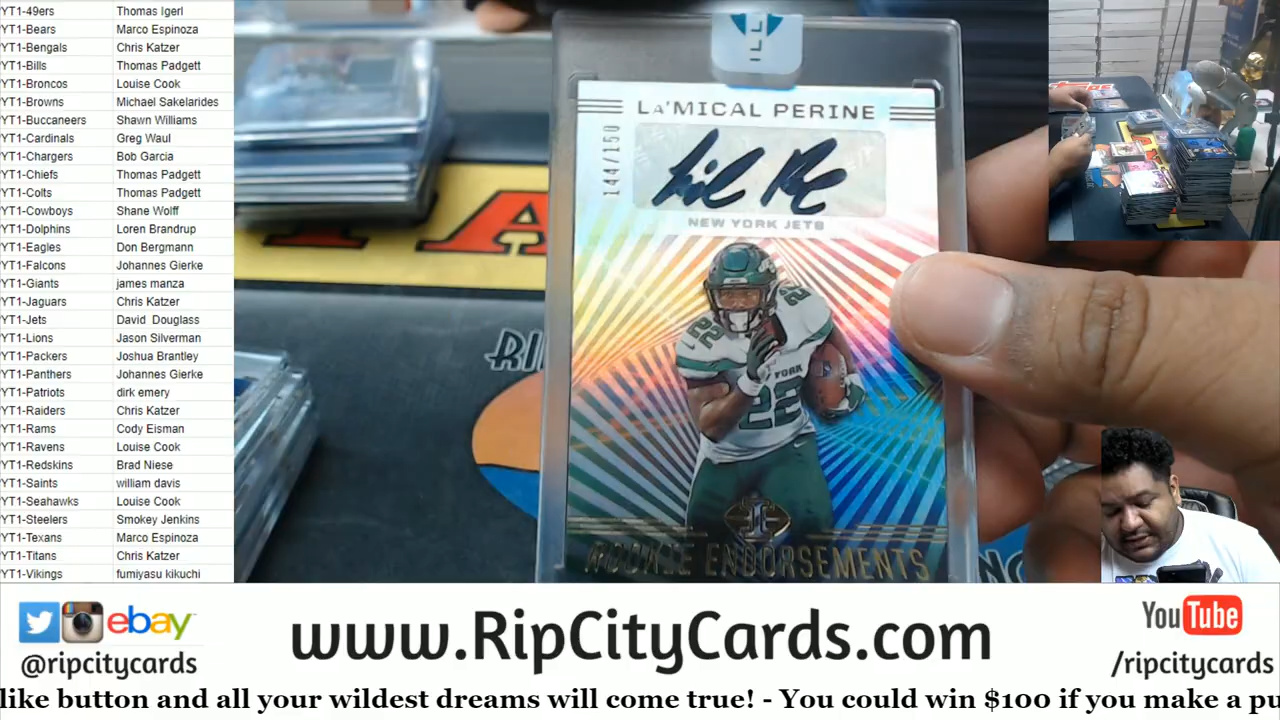 YT1-49ers Thomas Igerl
YT1-Bears Marco Espinoza
YT1-Bengals Chris Katzer
YT1-Bills Thomas Padgett
YT1-Broncos Louise Cook
YT1-Browns Michael Sakelarides
YT1-Buccaneers Shawn Williams
YT1-Cardinals Greg Waul
YT1-Chargers Bob Garcia
YT1-Chiefs Thomas Padgett
YT1-Colts Thomas Padgett
YT1-Cowboys Shane Wolff
YT1-Dolphins Loren Brandrup
YT1-Eagles Don Bergmann
YT1-Falcons Johannes Gierke
YT1-Giants james manza
YT1-Jaguars Chris Katzer
YT1-Jets David Douglass
YT1-Lions Jason Silverman
YT1-Packers Joshua Brantley
YT1-Panthers Johannes Gierke
YT1-Patriots dirk emery
YT1-Raiders Chris Katzer
YT1-Rams Cody Eisman
YT1-Ravens Louise Cook
YT1-Redskins Brad Niese
YT1-Saints william davis
YT1-Seahawks Louise Cook
YT1-Steelers Smokey Jenkins
YT1-Texans Marco Espinoza
YT1-Titans Chris Katzer
YT1-Vikings fumiyasu kikuchi
LA'MICAL PERINE
144/150
NEW YORK JETS
22
22
YORK
22
ROOKIE ENDORSEMENTS
ebay
@ripcitycards
www.RipCityCards.com
YouTube
/ripcitycards
like button and all your wildest dreams will come true! - You could win $100 if you make a pu